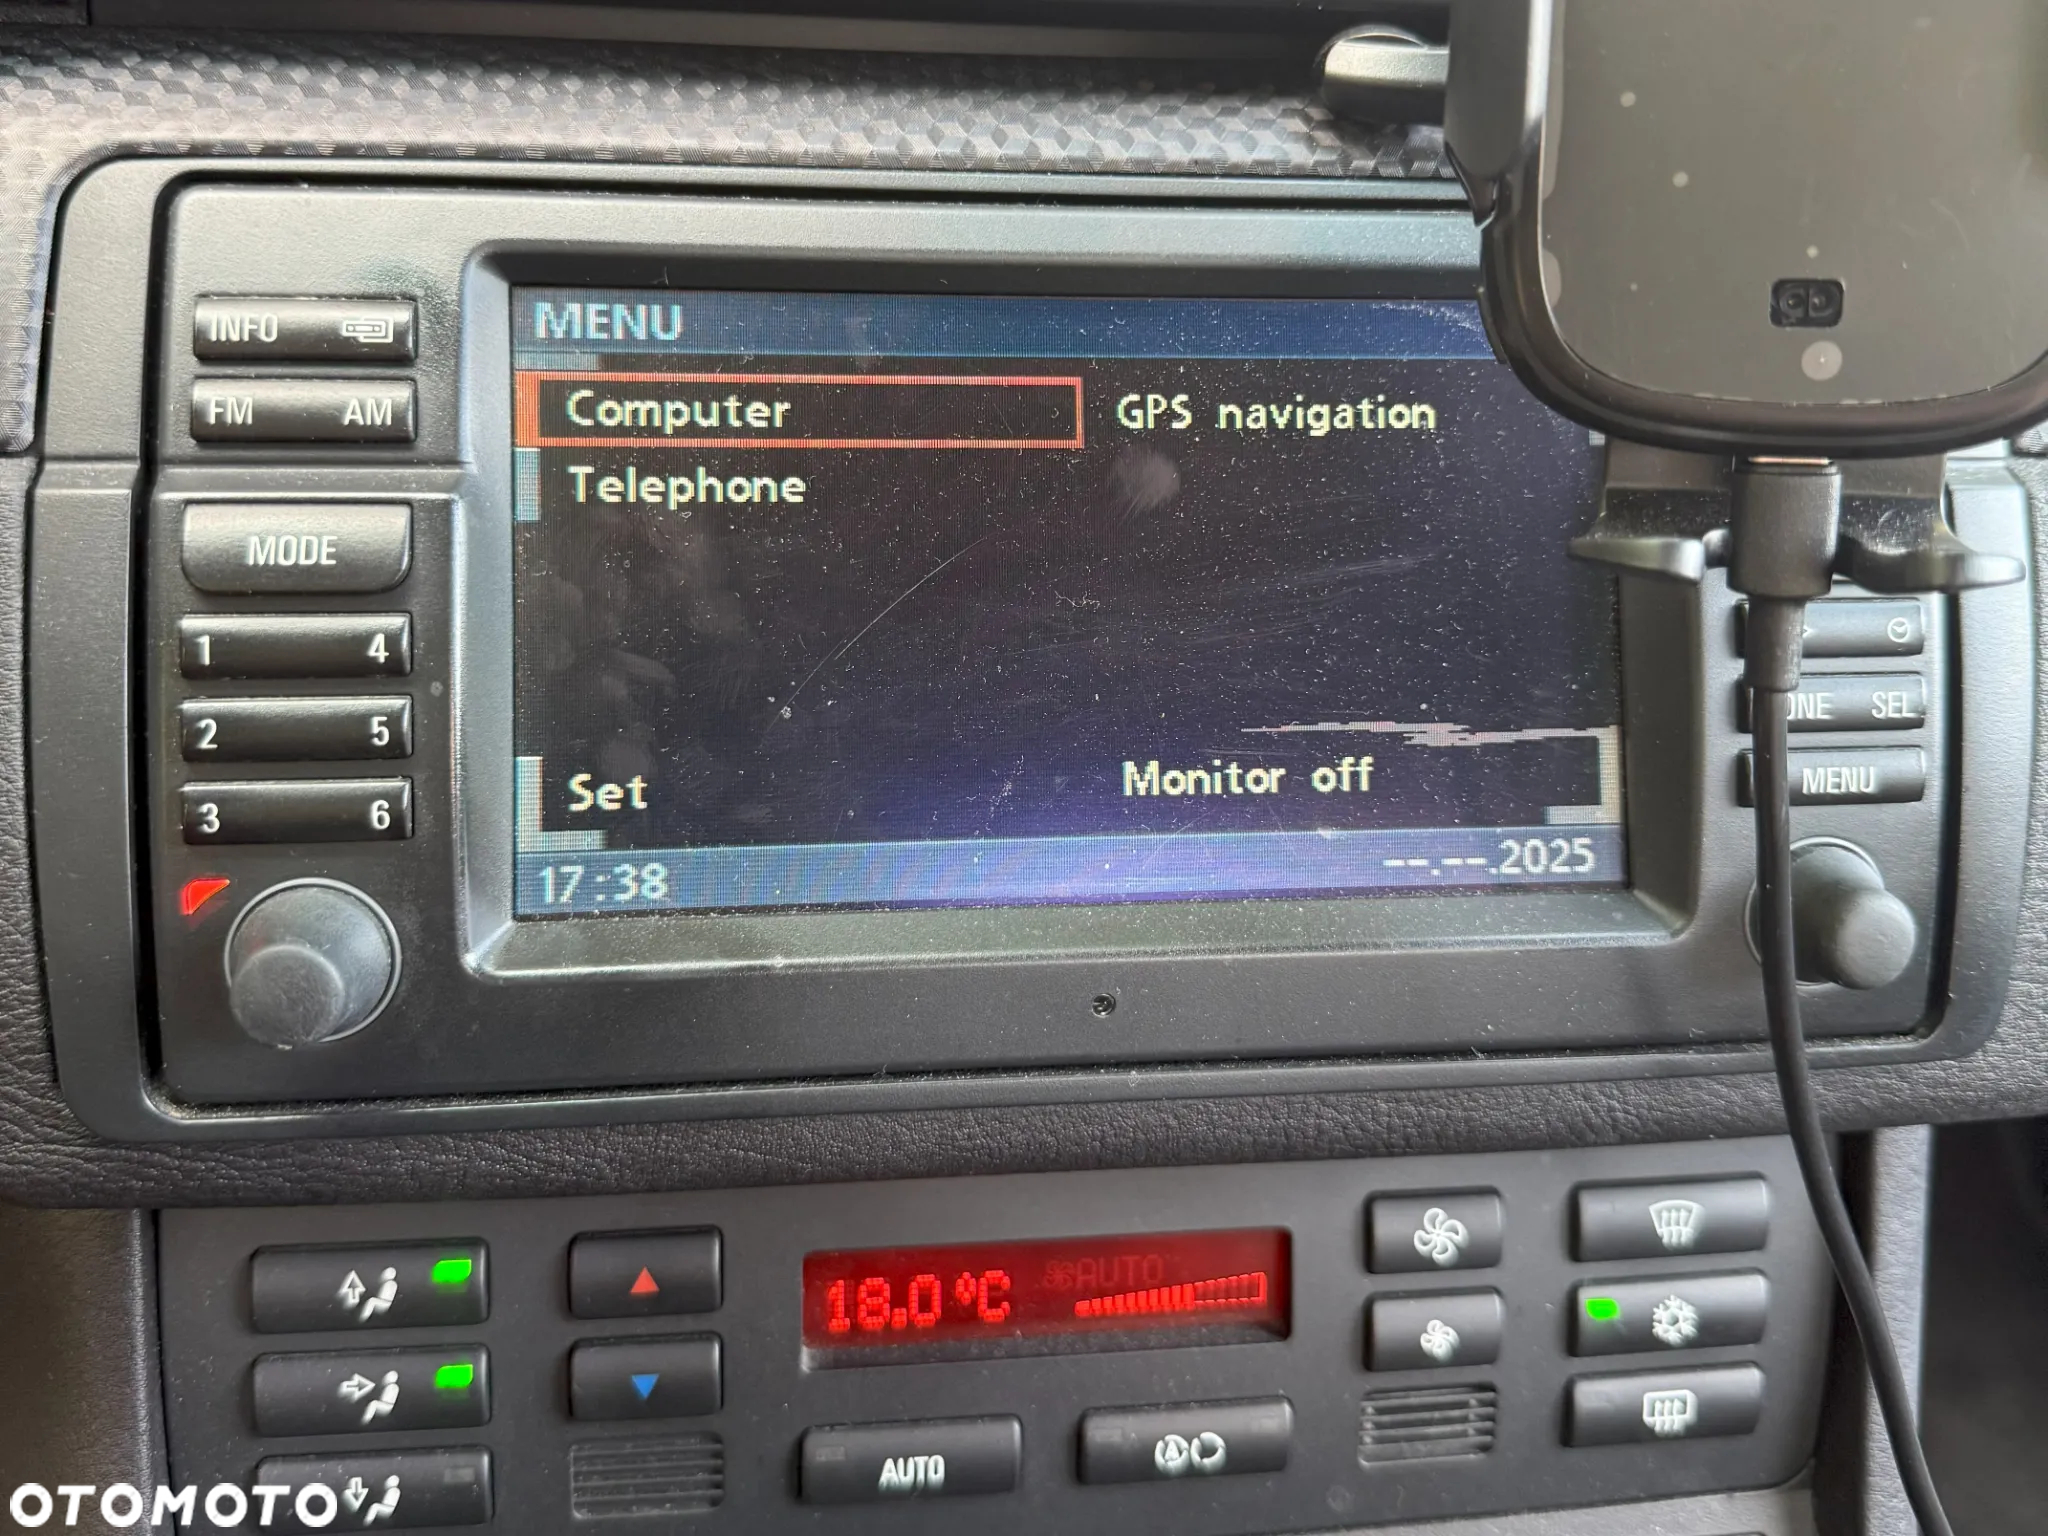 INFO
FM AM
MODE
1 4
2 5
3 6
MENU
Computer GPS navigation
Telephone
Set Monitor off
17:38 --.--.2025
SEL
MENU
18.0°C AUTO
AUTO
A
OTOMOTO